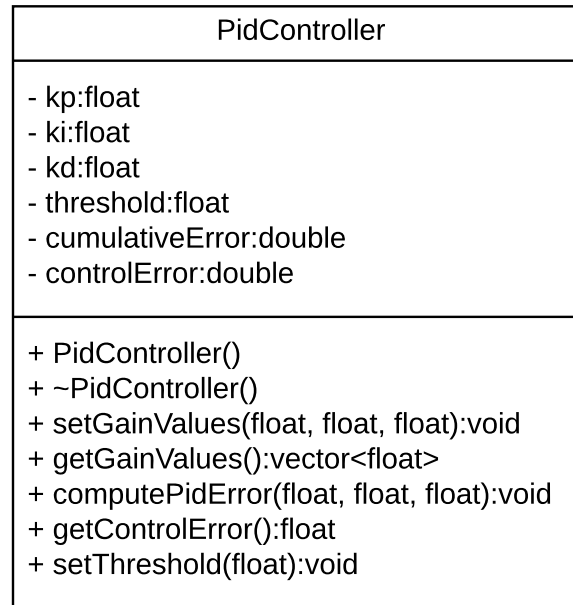 PidController
- kp:float
- ki:float
- kd:float
- threshold:float
- cumulativeError:double
- controlError:double
+ PidController()
+ ~PidController()
+ setGainValues(float, float, float):void
+ getGainValues():vector<float>
+ computePidError(float, float, float):void
+ getControlError():float
+ setThreshold(float):void